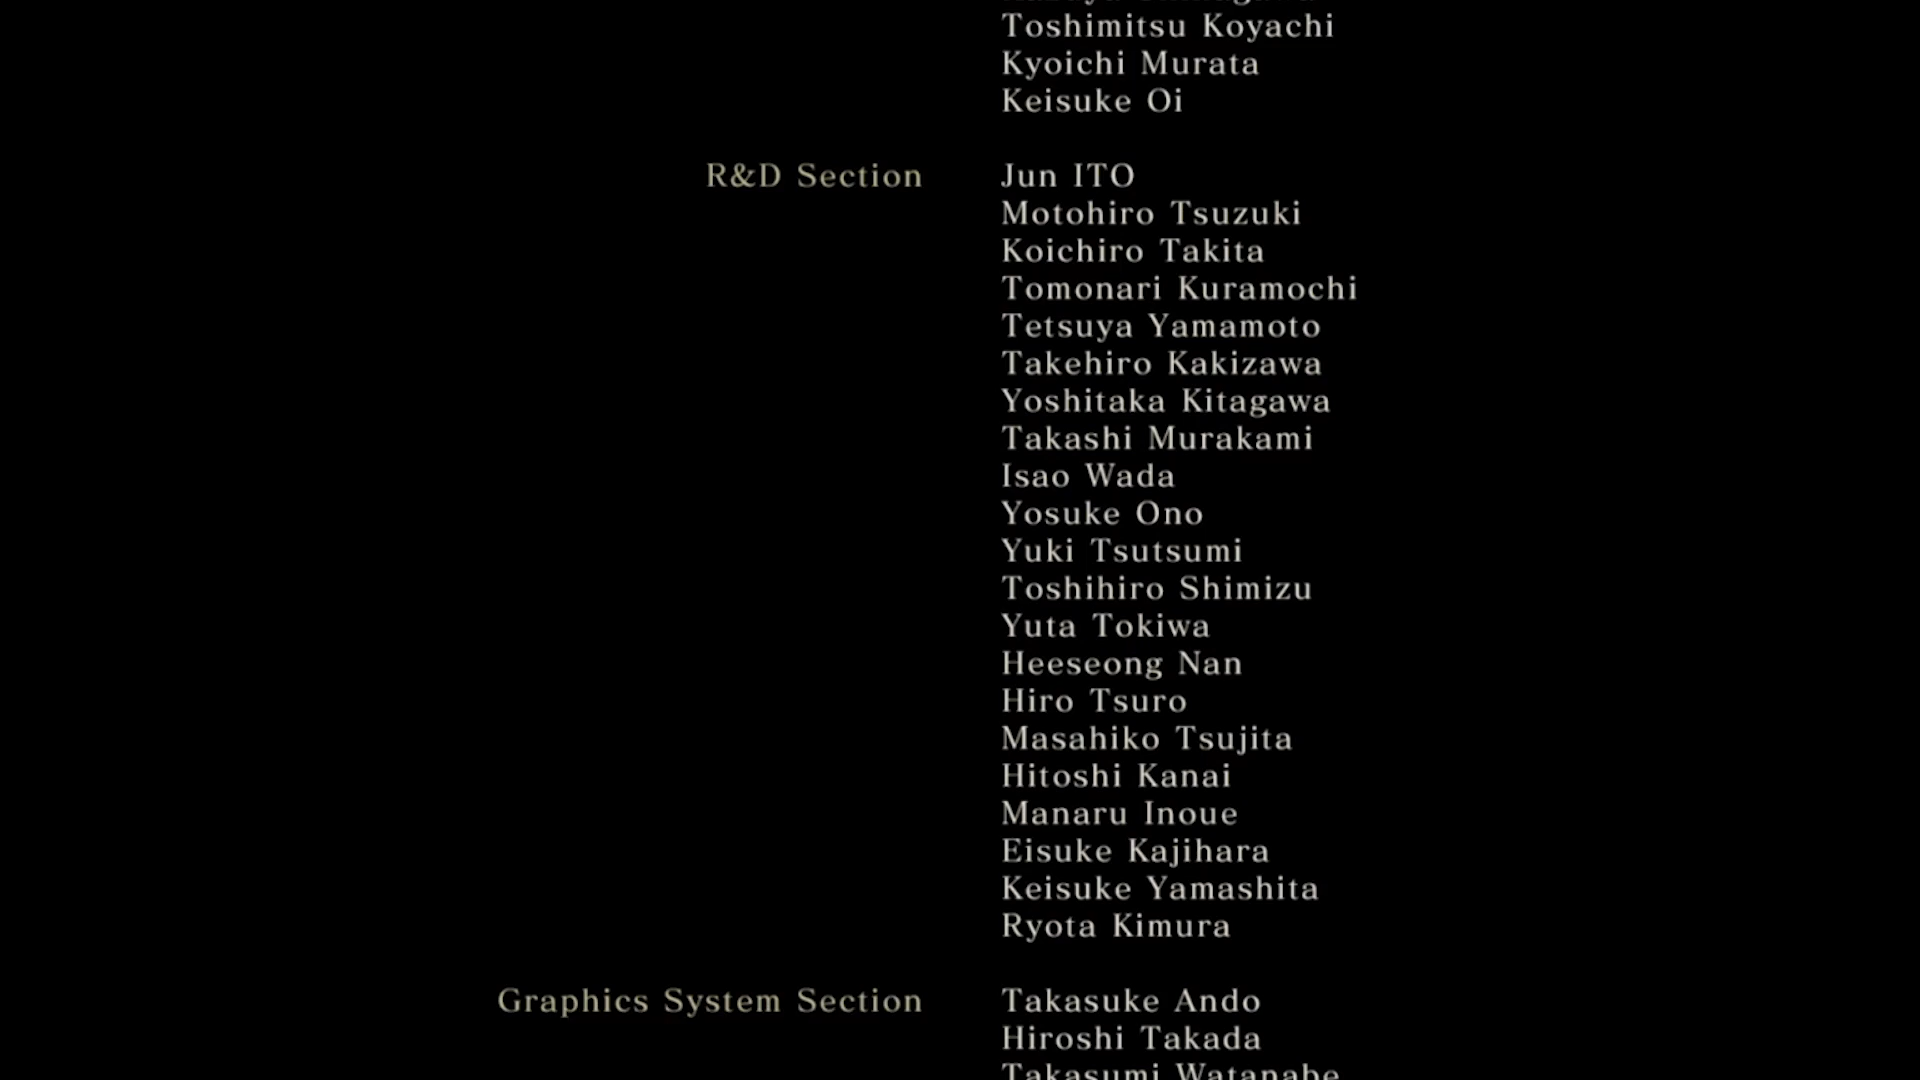 Toshimitsu Koyachi
Kyoichi Murata
Keisuke Oi
R&D Section Jun ITO
Motohiro Tsuzuki
Koichiro Takita
Tomonari Kuramochi
Tetsuya Yamamoto
Takehiro Kakizawa
Yoshitaka Kitagawa
Takashi Murakami
Isao Wada
Yosuke Ono
Yuki Tsutsumi
Toshihiro Shimizu
Yuta Tokiwa
Heeseong Nan
Hiro Tsuro
Masahiko Tsujita
Hitoshi Kanai
Manaru Inoue
Eisuke Kajihara
Keisuke Yamashita
Ryota Kimura
Graphics System Section Takasuke Ando
Hiroshi Takada
Takasumi Watanabe